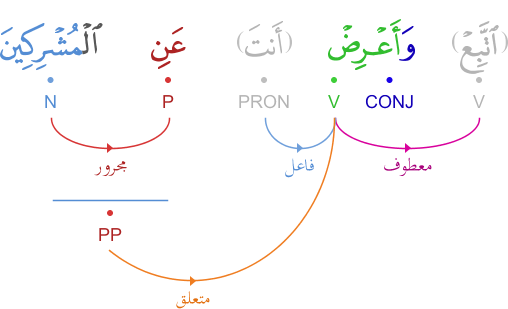 (ٱتَّبِعْ) وَأَعْرِضْ (أَنتَ) عَنِ ٱلْمُشْرِكِينَ
V CONJ V PRON P N
معطوف فاعل مجرور
PP
متعلق